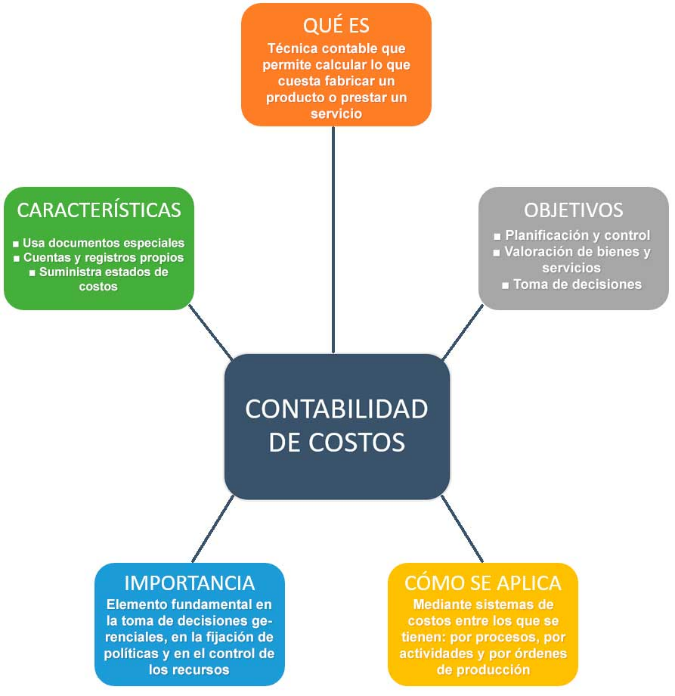 QUÉ ES
Técnica contable que
permite calcular lo que
cuesta fabricar un
producto o prestar un
servicio
CARACTERÍSTICAS
■ Usa documentos especiales
■ Cuentas y registros propios
■ Suministra estados de
costos
OBJETIVOS
■ Planificación y control
■ Valoración de bienes y
servicios
■ Toma de decisiones
CONTABILIDAD
DE COSTOS
IMPORTANCIA
Elemento fundamental en
la toma de decisiones ge-
renciales, en la fijación de
políticas y en el control de
los recursos
CÓMO SE APLICA
Mediante sistemas de
costos entre los que se
tienen: por procesos, por
actividades y por órdenes
de producción